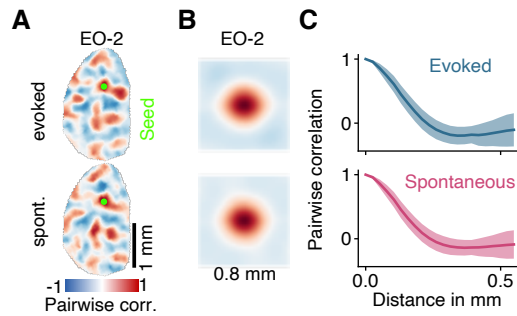 A
EO-2
evoked
Seed
spont.
1 mm
-1
1
Pairwise corr.
B
EO-2
0.8 mm
C
Pairwise correlation
1
0
Evoked
1
0
Spontaneous
0.0
0.5
Distance in mm